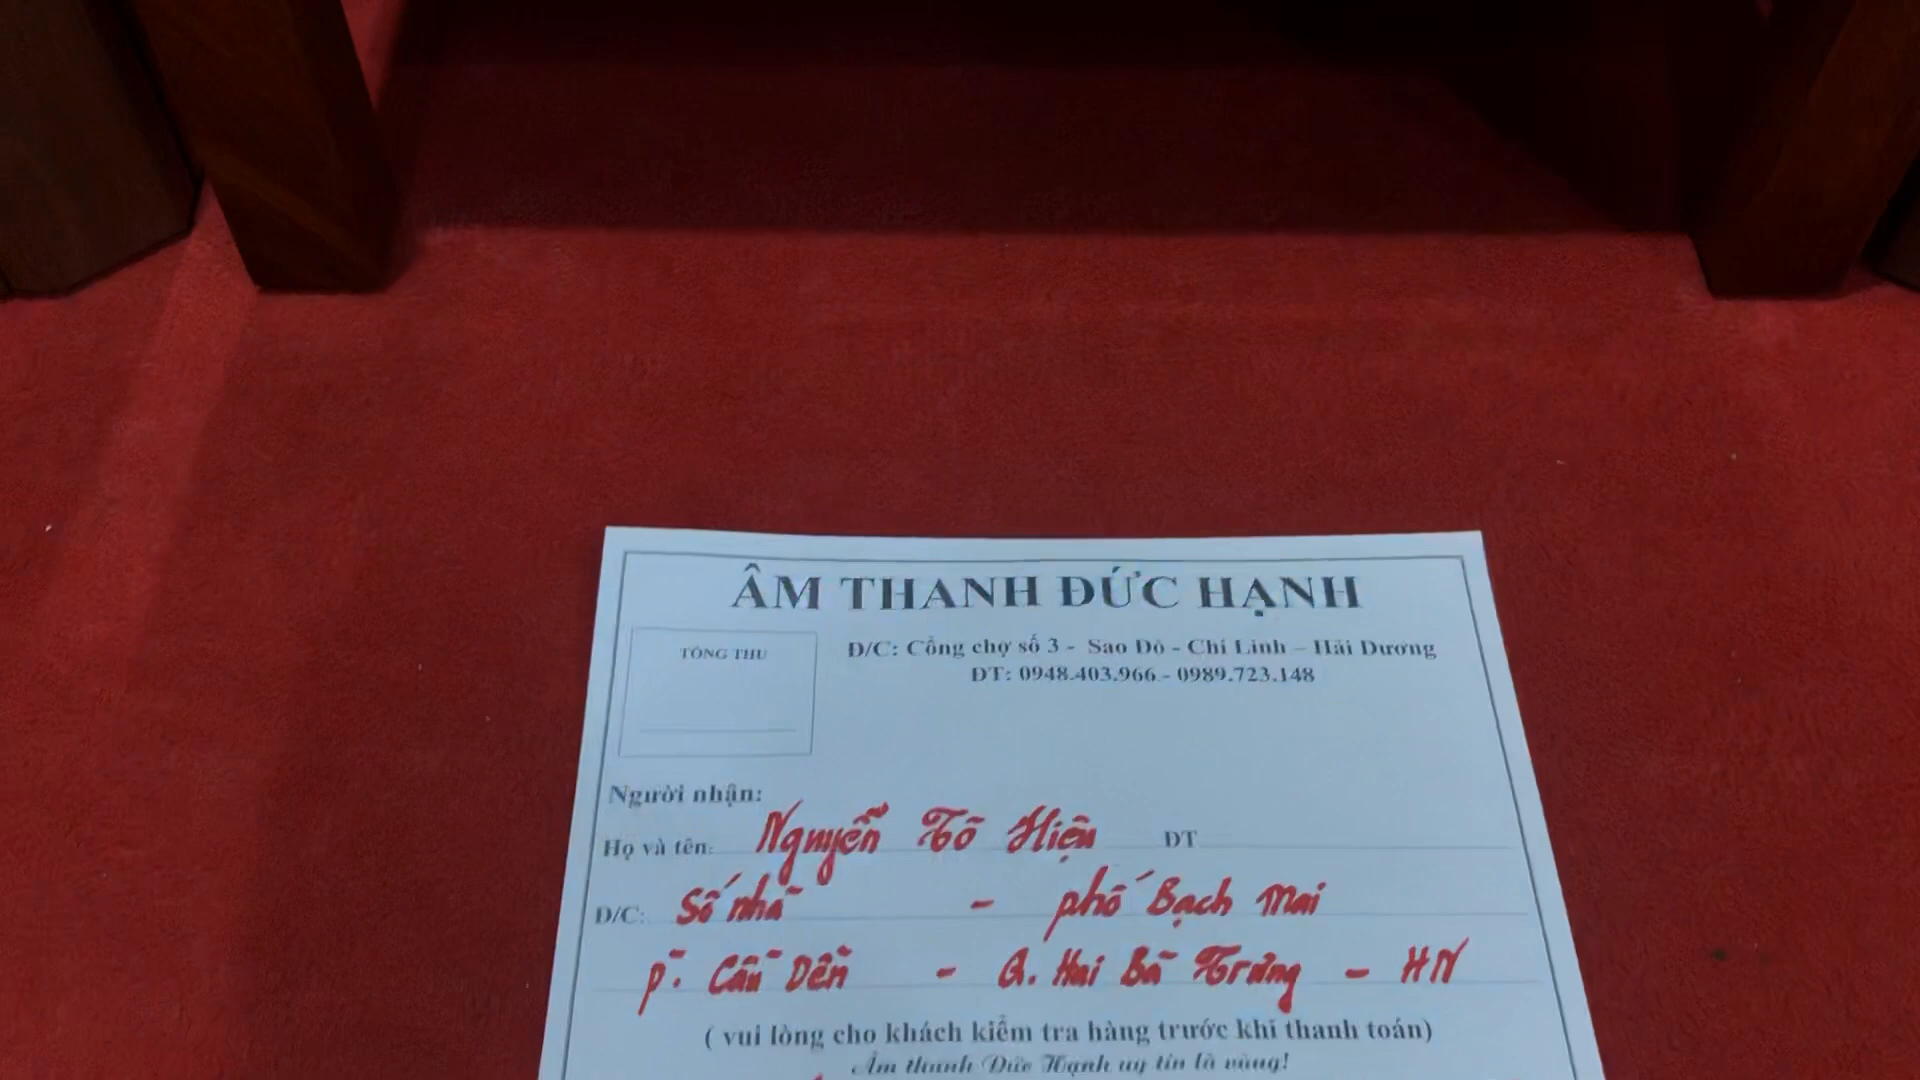 ÂM THANH ĐỨC HẠNH
TỔNG THU
Đ/C: Cổng chợ số 3 - Sao Đỏ - Chí Linh – Hải Dương
ĐT: 0948.403.966 - 0989.723.148
Người nhận:
Họ và tên: Nguyễn Tô Hiệu ĐT
Đ/C: Số nhà - phố Bạch Mai
P. Cầu Dền - Q. Hai Bà Trưng - HN
( vui lòng cho khách kiểm tra hàng trước khi thanh toán)
Âm thanh Đức Hạnh uy tín là vàng!